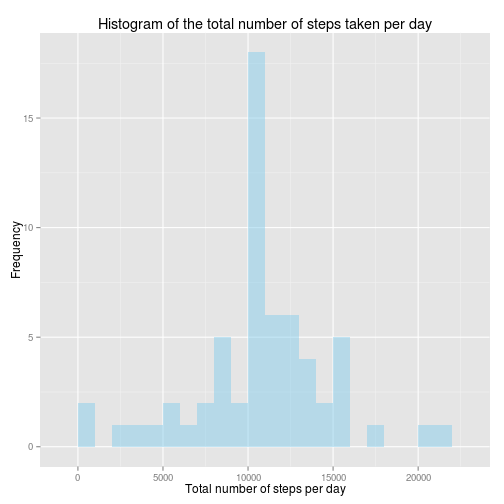 Histogram of the total number of steps taken per day
Frequency
15
10
5
0
0 5000 10000 15000 20000
Total number of steps per day